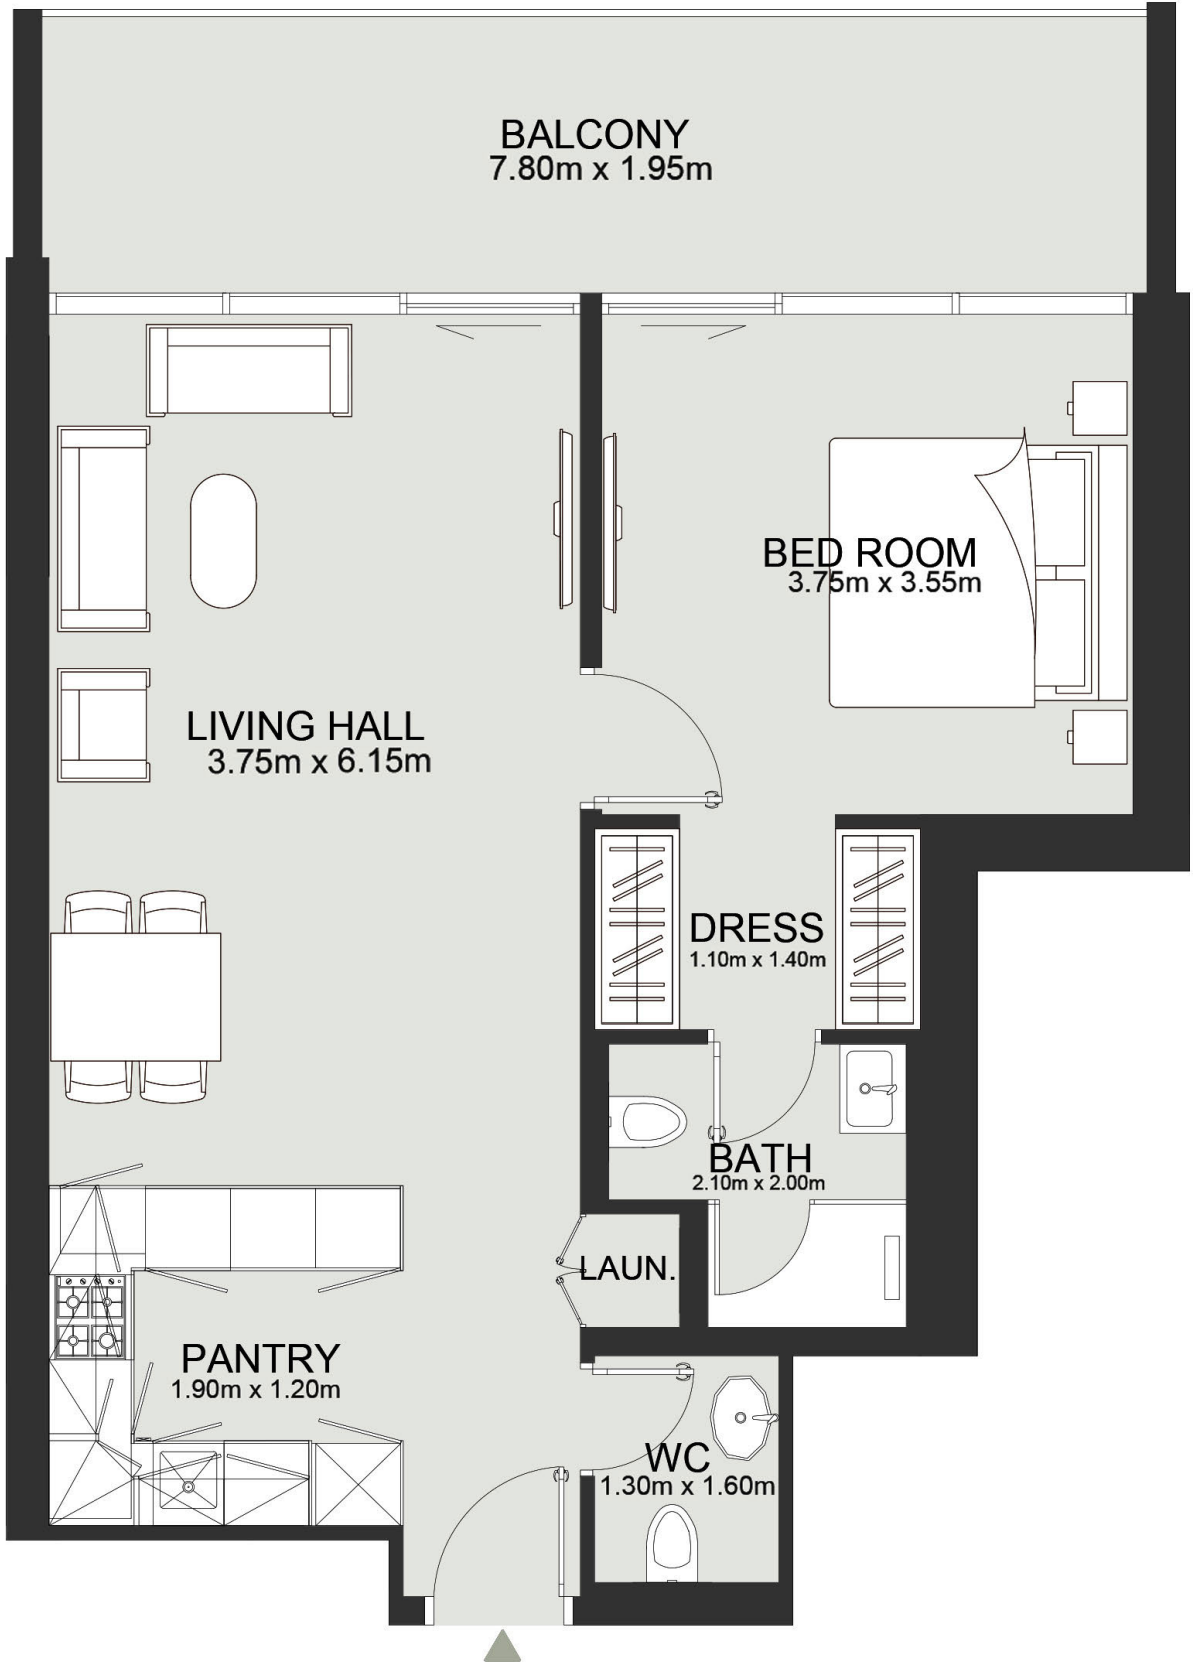 BALCONY
7.80m x 1.95m
BED ROOM
3.75m x 3.55m
LIVING HALL
3.75m x 6.15m
DRESS
1.10m x 1.40m
BATH
2.10m x 2.00m
LAUN.
PANTRY
1.90m x 1.20m
WC
1.30m x 1.60m